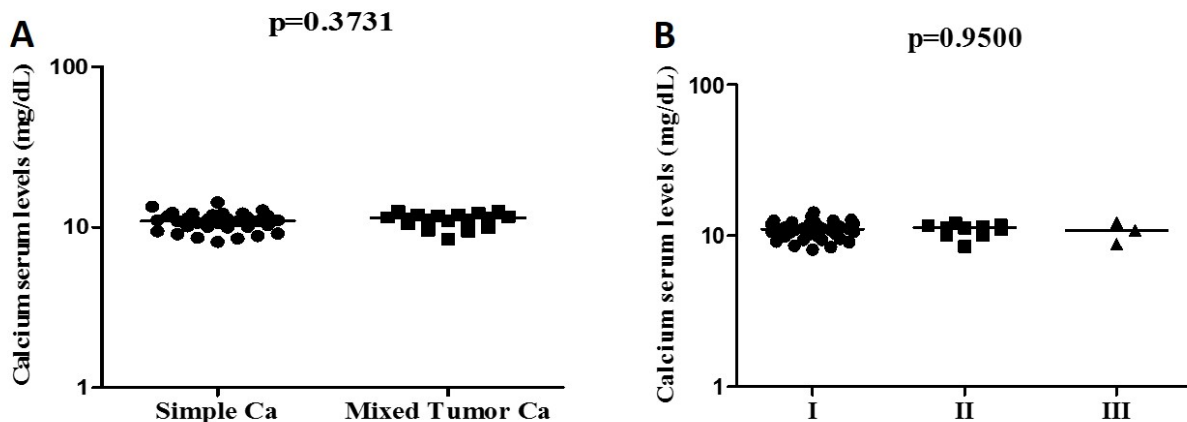 A
p=0.3731
Calcium serum levels (mg/dL)
100
10
1
Simple Ca
Mixed Tumor Ca
B
p=0.9500
Calcium serum levels (mg/dL)
100
10
1
I
II
III